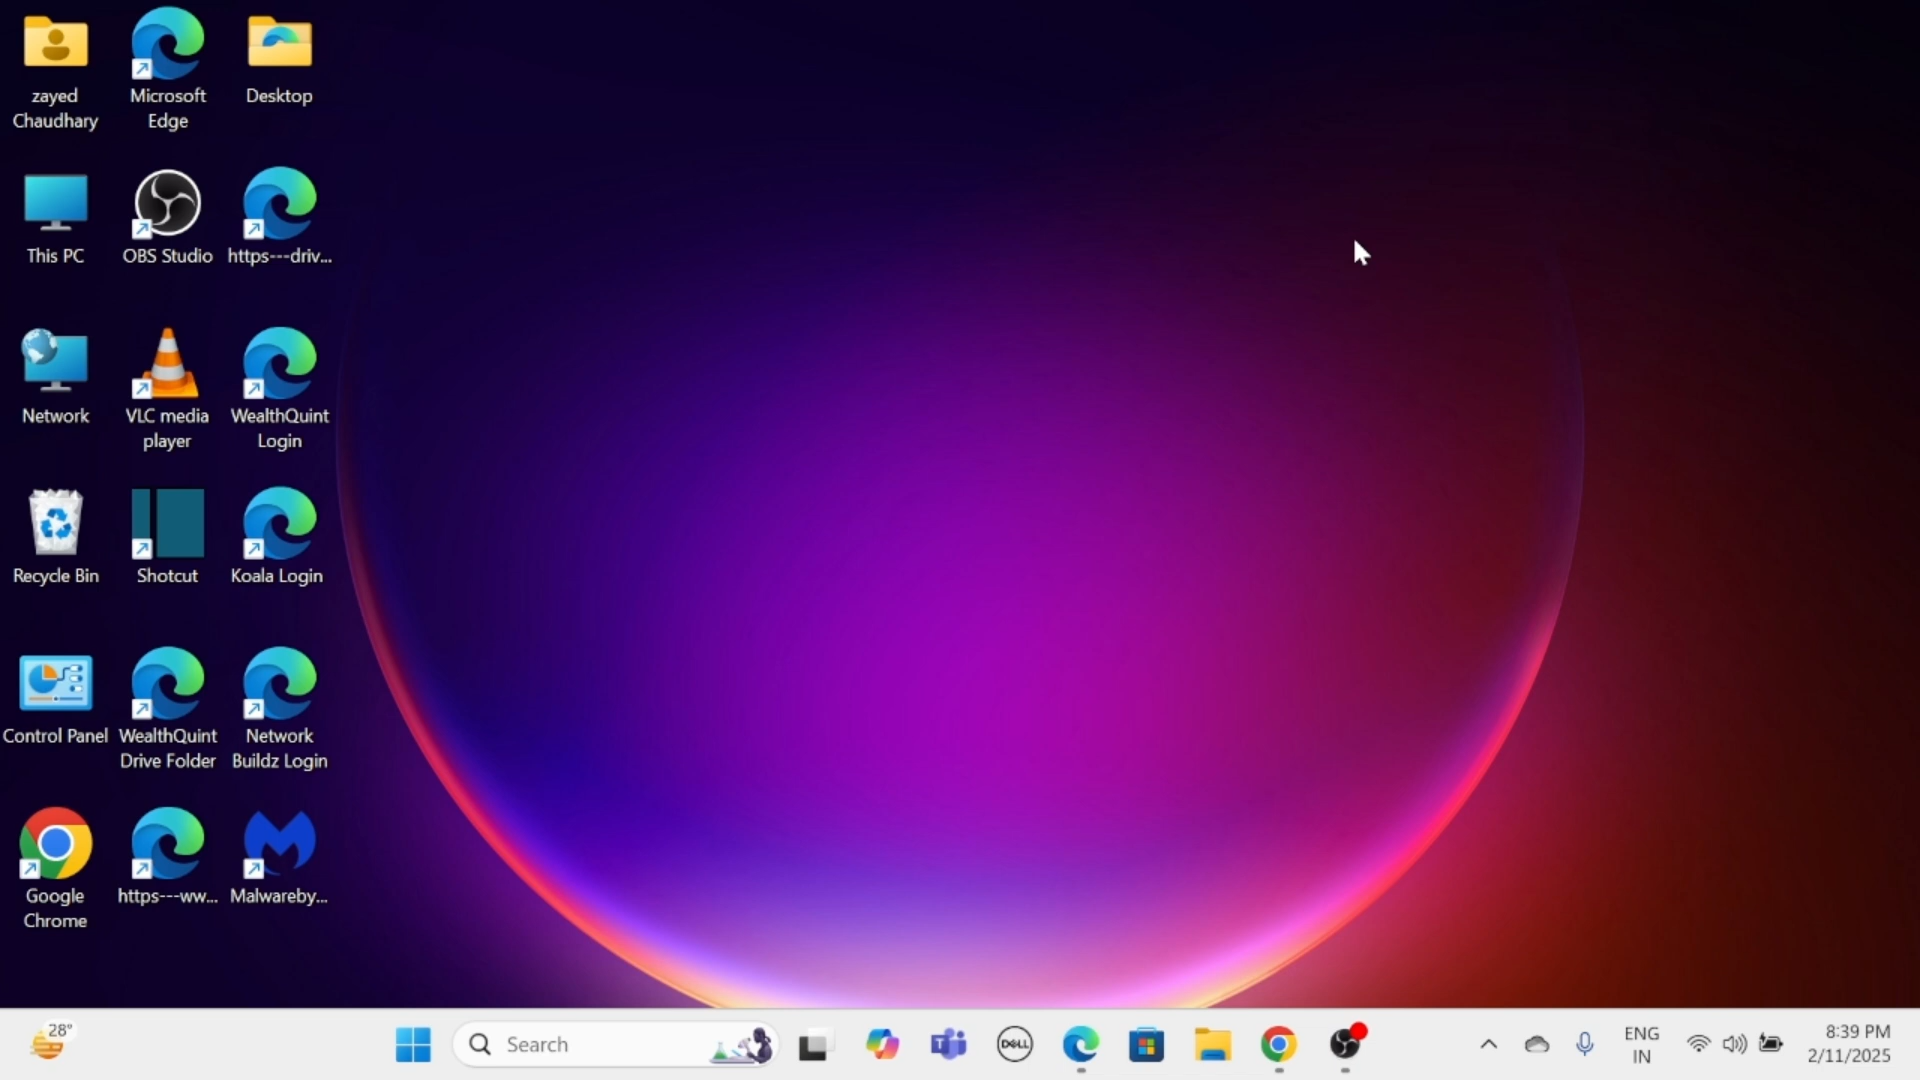 zayed
Chaudhary
Microsoft
Edge
Desktop
This PC
OBS Studio
https---driv...
Network
VLC media
player
WealthQuint
Login
Recycle Bin
Shotcut
Koala Login
Control Panel
WealthQuint
Drive Folder
Network
Buildz Login
Google
Chrome
https---ww...
Malwareby...
28°
Search
T
DELL
ENG
IN
8:39 PM
2/11/2025